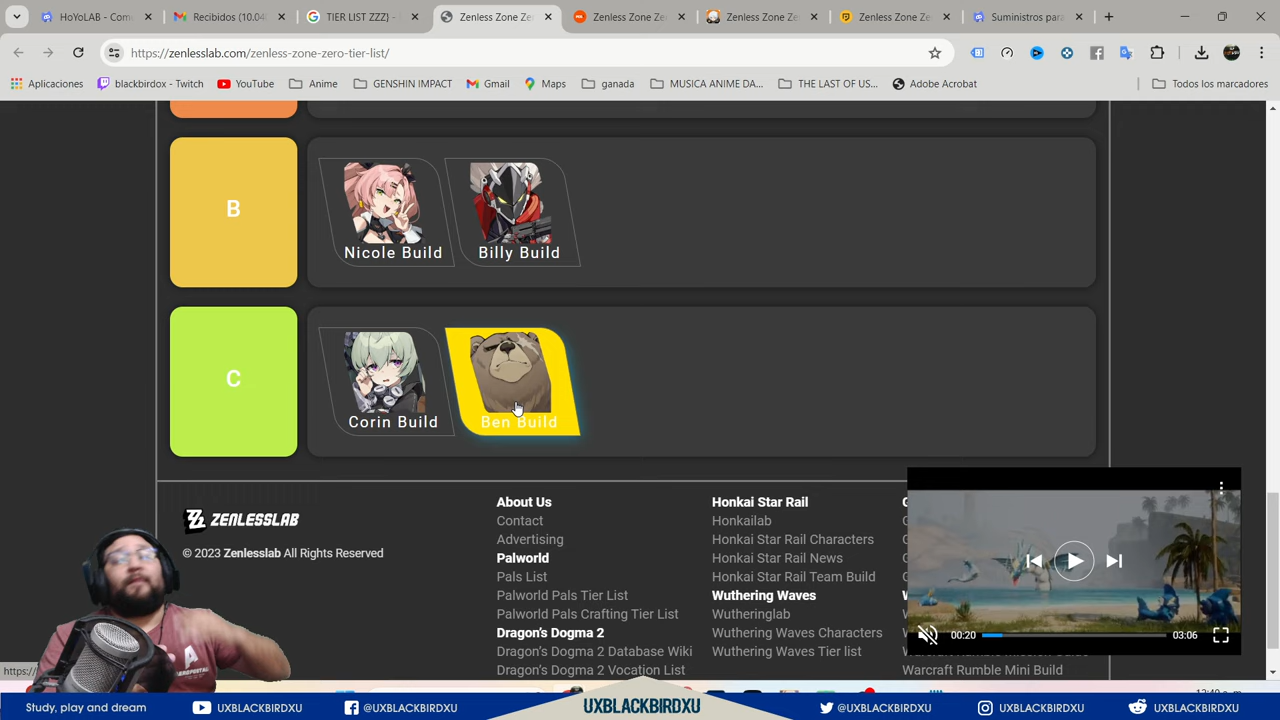 HoYoLAB - Com
Recibidos (10.04
TIER LIST ZZZ} -
Zenless Zone Ze
Zenless Zone Ze
Zenless Zone Ze
Zenless Zone Ze
Suministros para
https://zenlesslab.com/zenless-zone-zero-tier-list/
Aplicaciones
blackbirdox - Twitch
YouTube
Anime
GENSHIN IMPACT
Gmail
Maps
ganada
MUSICA ANIME DA...
THE LAST OF US...
Adobe Acrobat
Todos los marcadores
B
Nicole Build
Billy Build
C
Corin Build
Ben Build
ZENLESSLAB
© 2023 Zenlesslab All Rights Reserved
About Us
Contact
Advertising
Palworld
Pals List
Palworld Pals Tier List
Palworld Pals Crafting Tier List
Dragon's Dogma 2
Dragon's Dogma 2 Database Wiki
Dragon's Dogma 2 Vocation List
Honkai Star Rail
Honkailab
Honkai Star Rail Characters
Honkai Star Rail News
Honkai Star Rail Team Build
Wuthering Waves
Wutheringlab
Wuthering Waves Characters
Wuthering Waves Tier list
Warcraft Rumble Mini Build
00:20
03:06
https:/
Study, play and dream
UXBLACKBIRDXU
@UXBLACKBIRDXU
UXBLACKBIRDXU
@UXBLACKBIRDXU
UXBLACKBIRDXU
UXBLACKBIRDXU